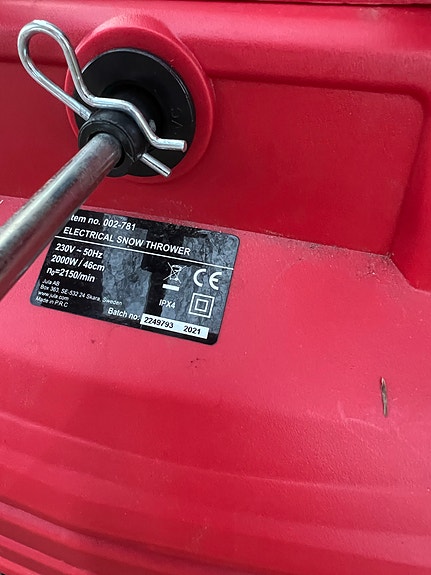 Item no. 002-781
ELECTRICAL SNOW THROWER
230V ~ 50Hz
2000W / 46cm
n₀=2150/min
Jula AB
Box 363, SE-532 24 Skara, Sweden
www.jula.com
Made in P.R.C
CE
IPX4
Batch no: 2249793 2021